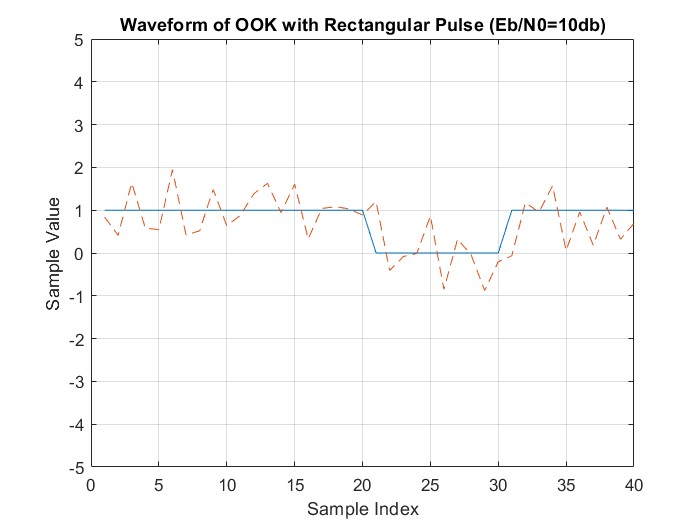 Waveform of OOK with Rectangular Pulse (Eb/N0=10db)
5
4
3
2
1
0
-1
-2
-3
-4
-5
Sample Value
0 5 10 15 20 25 30 35 40
Sample Index